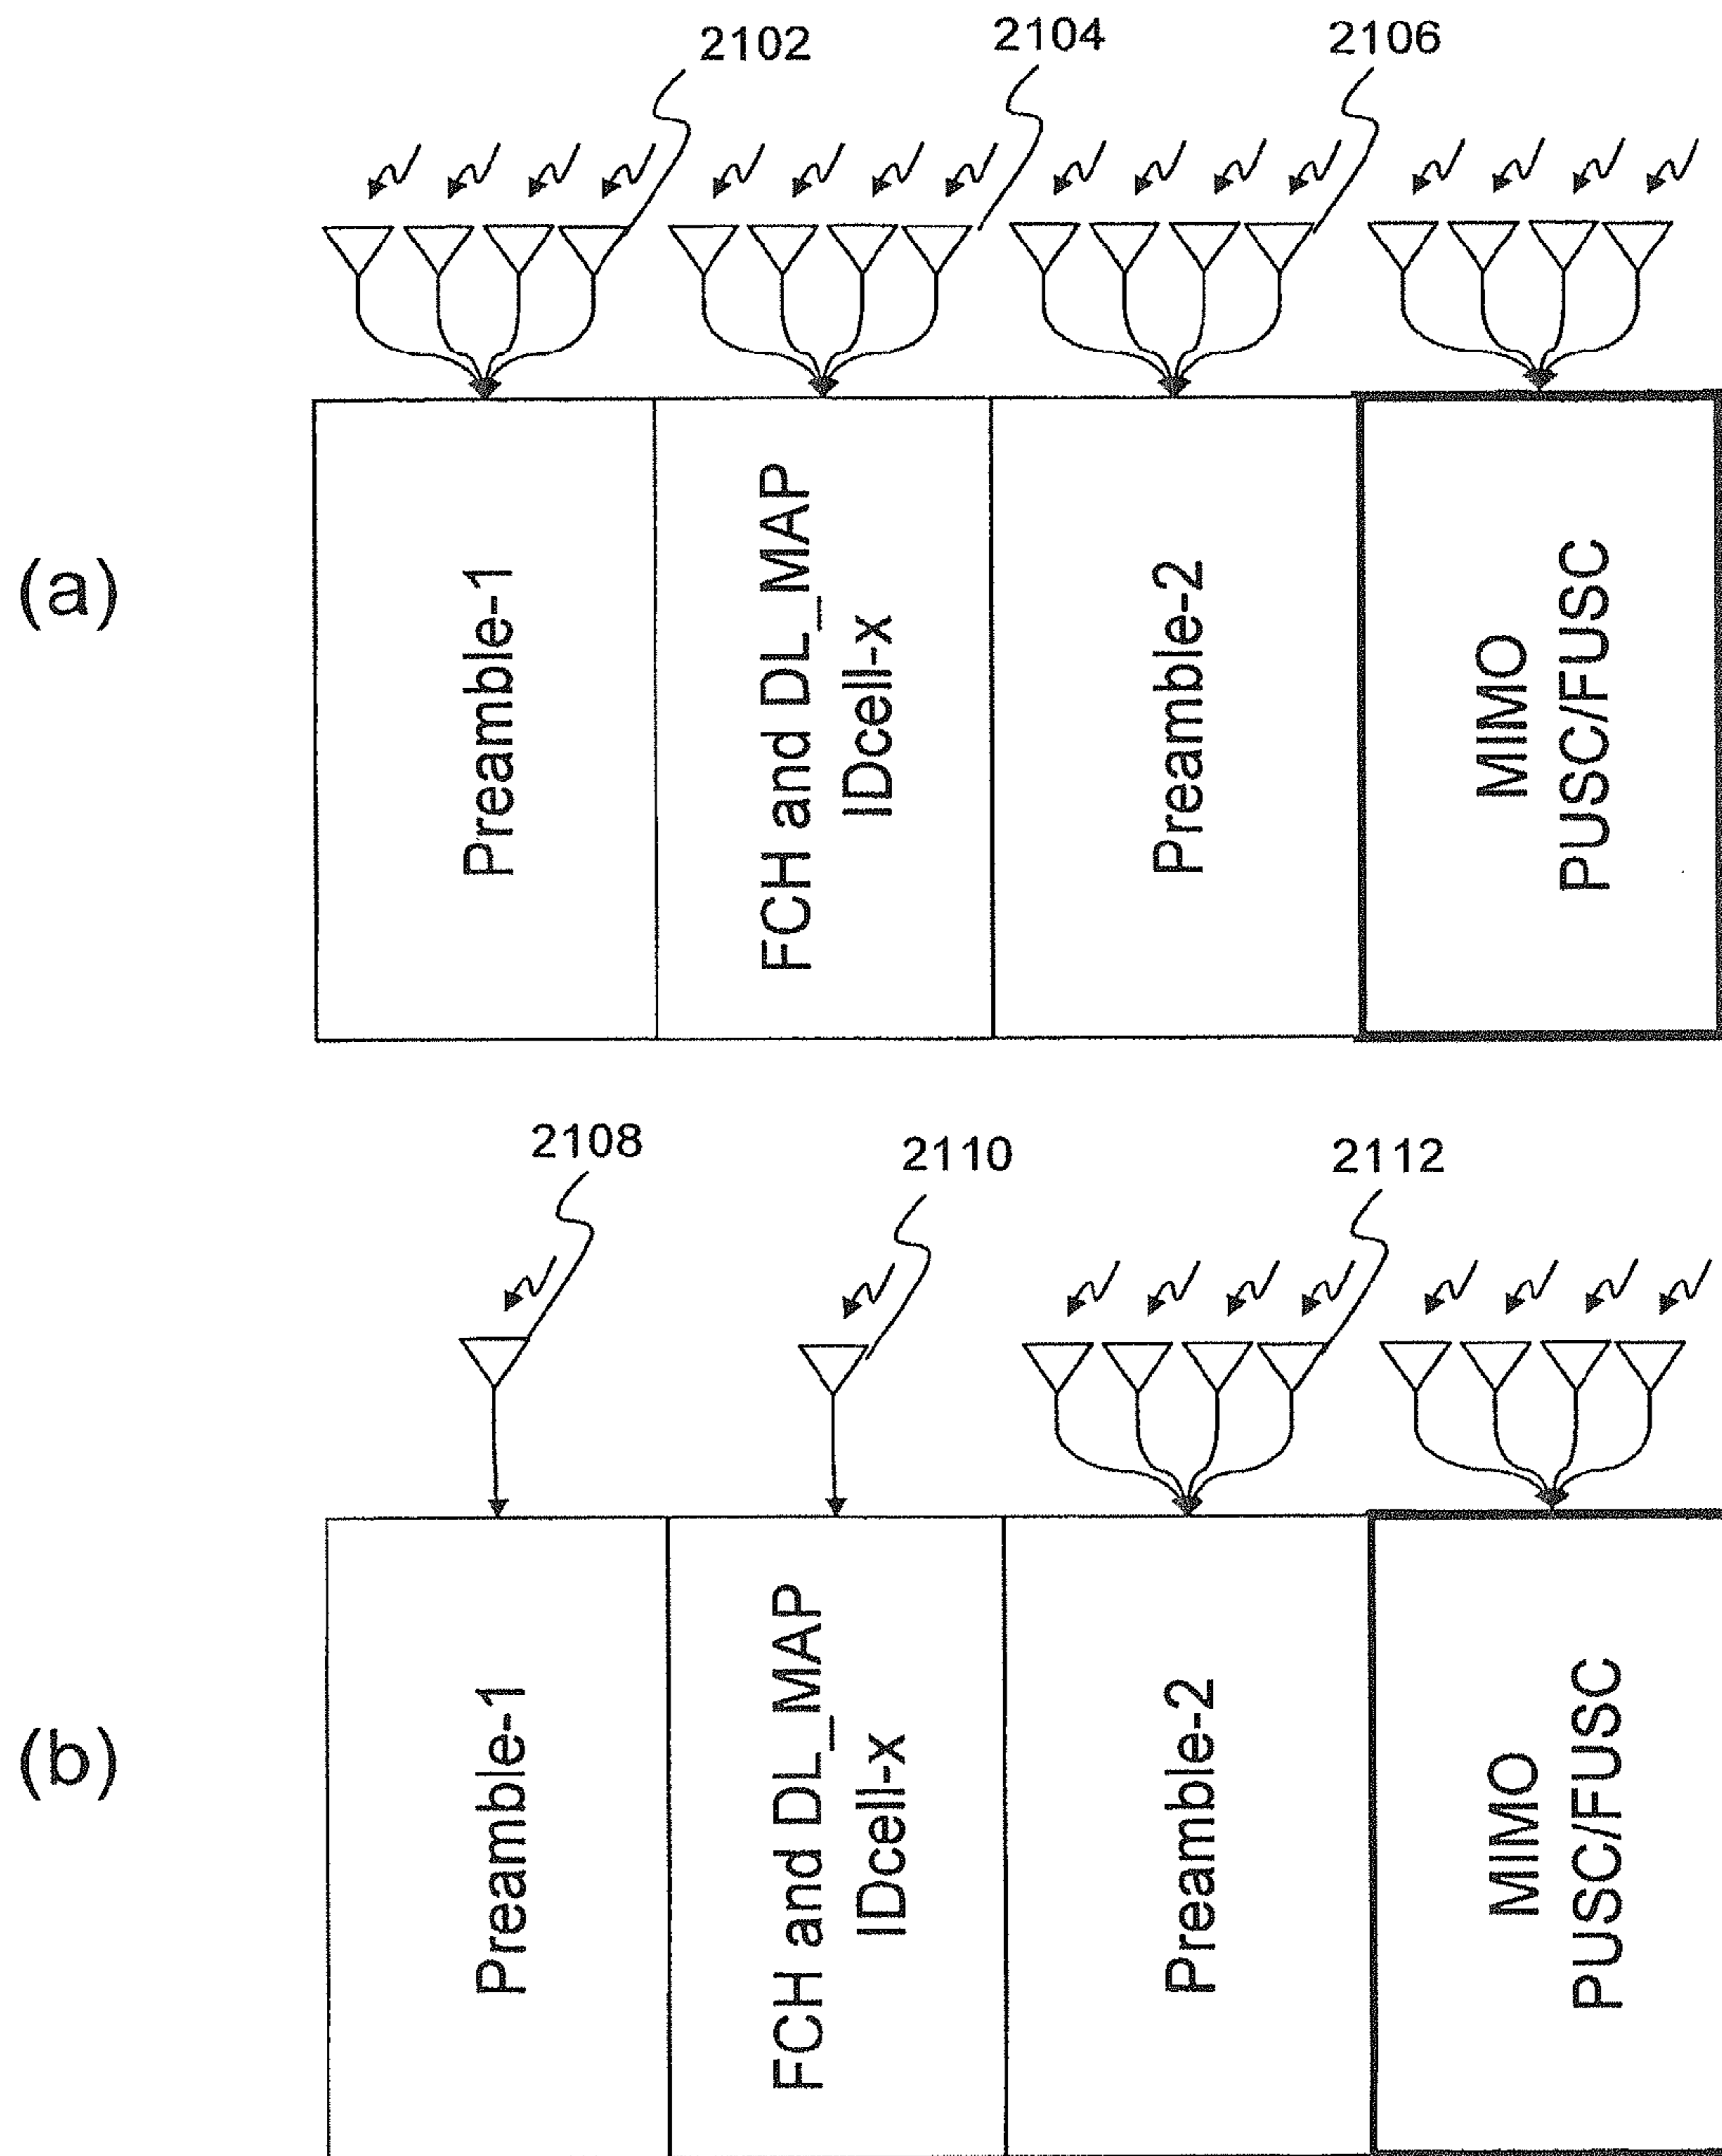 2102
2104
2106
(a)
Preamble-1
FCH and DL_MAP
IDcell-x
Preamble-2
MIMO
PUSC/FUSC
2108
2110
2112
(b)
Preamble-1
FCH and DL_MAP
IDcell-x
Preamble-2
MIMO
PUSC/FUSC